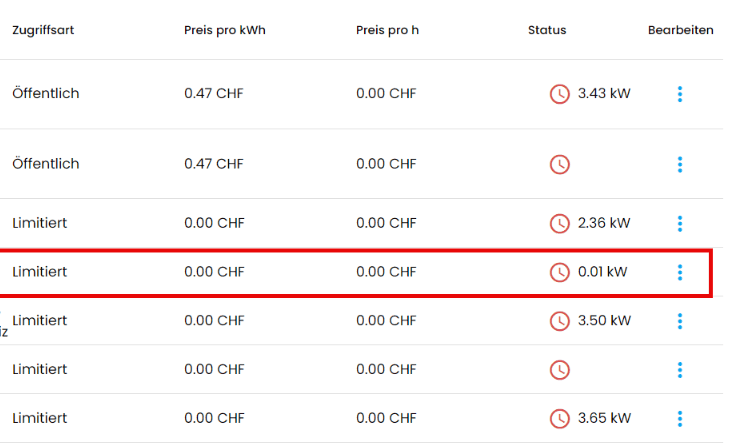 Zugriffsart Preis pro kWh Preis pro h Status Bearbeiten
Öffentlich 0.47 CHF 0.00 CHF 3.43 kW
Öffentlich 0.47 CHF 0.00 CHF
Limitiert 0.00 CHF 0.00 CHF 2.36 kW
Limitiert 0.00 CHF 0.00 CHF 0.01 kW
Limitiert 0.00 CHF 0.00 CHF 3.50 kW
iz
Limitiert 0.00 CHF 0.00 CHF
Limitiert 0.00 CHF 0.00 CHF 3.65 kW